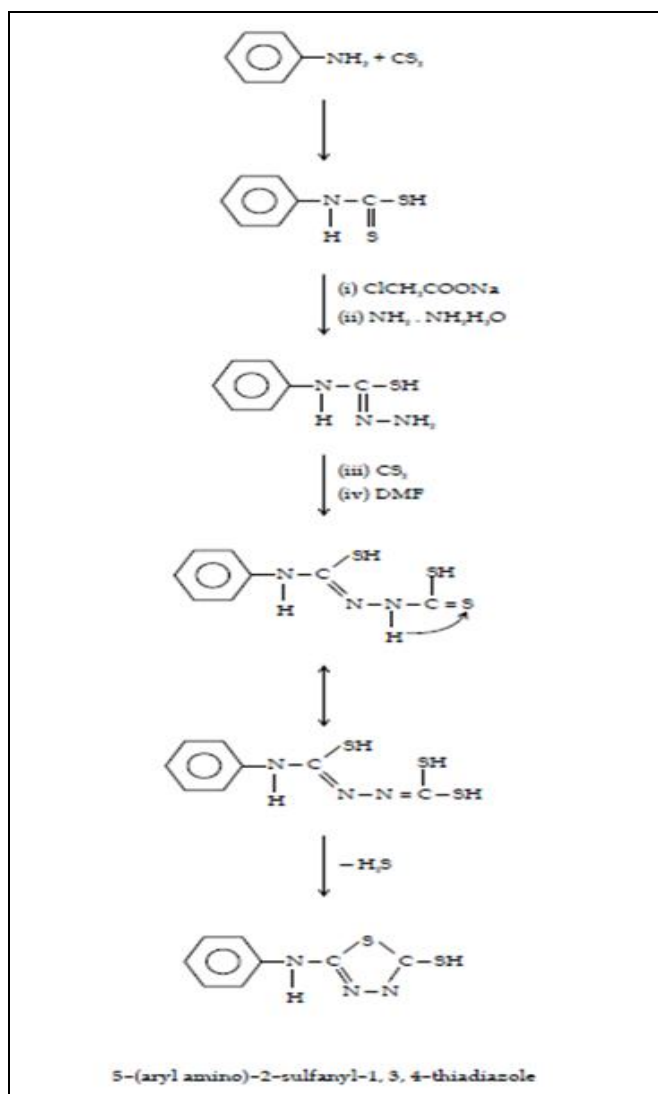 NH₂ + CS₂
N — C — SH
H S
(i) ClCH₂COONa
(ii) NH₂ . NH₂H₂O
N — C — SH
H N — NH₂
(iii) CS₂
(iv) DMF
SH
SH
N — C
H N — N — C = S
H
SH
SH
N — C
H N — N = C — SH
– H₂S
S
N — C C — SH
H N — N
5-(aryl amino)-2-sulfanyl-1, 3, 4-thiadiazole